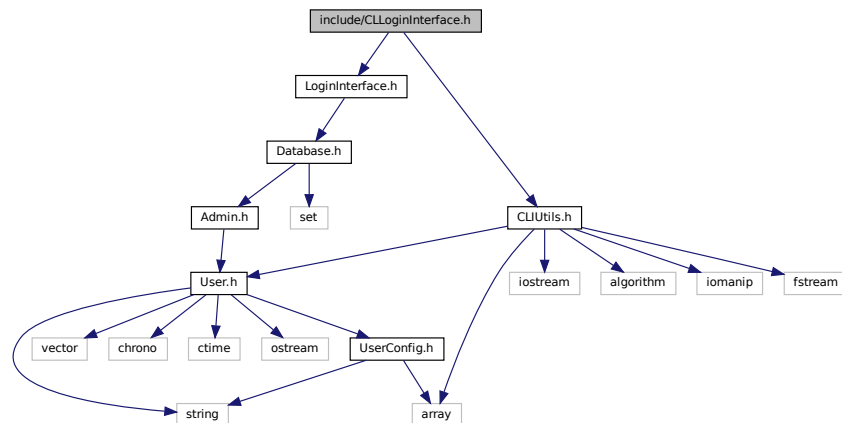 include/CLLoginInterface.h
LoginInterface.h
Database.h
Admin.h
set
CLIUtils.h
User.h
iostream
algorithm
iomanip
fstream
vector
chrono
ctime
ostream
UserConfig.h
string
array